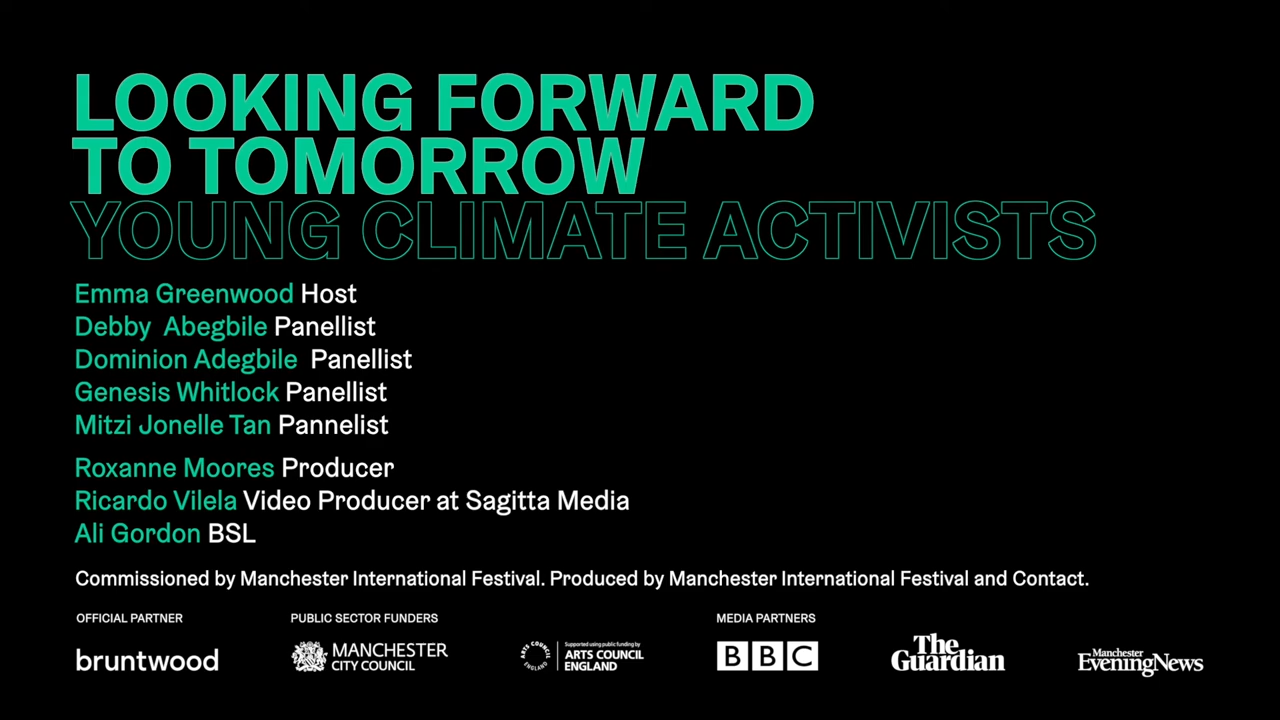 LOOKING FORWARD
TO TOMORROW
YOUNG CLIMATE ACTIVISTS
Emma Greenwood Host
Debby  Abegbile Panellist
Dominion Adegbile  Panellist
Genesis Whitlock Panellist
Mitzi Jonelle Tan Pannelist
Roxanne Moores Producer
Ricardo Vilela Video Producer at Sagitta Media
Ali Gordon BSL
Commissioned by Manchester International Festival. Produced by Manchester International Festival and Contact.
OFFICIAL PARTNER
bruntwood
PUBLIC SECTOR FUNDERS
MANCHESTER
CITY COUNCIL
ARTS COUNCIL
ENGLAND
Supported using public funding by
ARTS COUNCIL
ENGLAND
MEDIA PARTNERS
BBC
The
Guardian
Manchester
Evening News